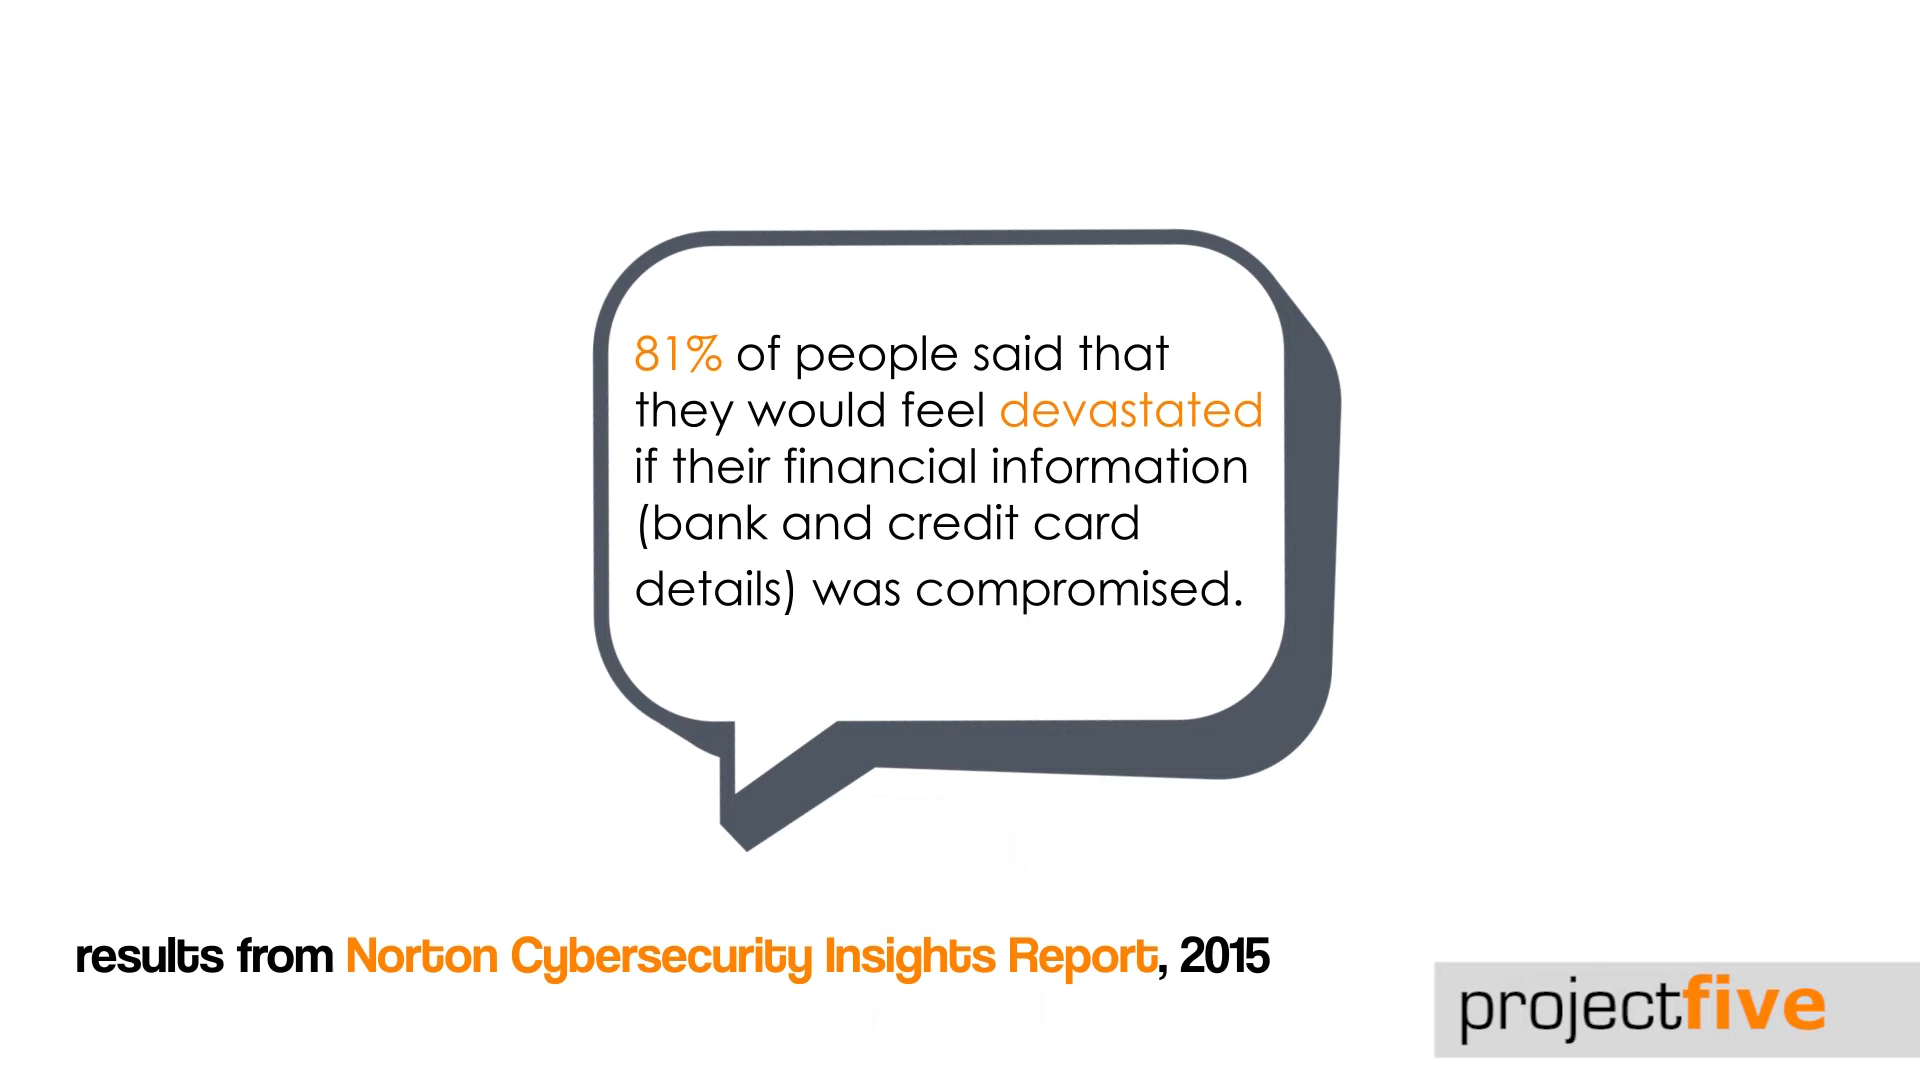 81% of people said that
they would feel devastated
if their financial information
(bank and credit card
details) was compromised.
results from Norton Cybersecurity Insights Report, 2015
projectfive